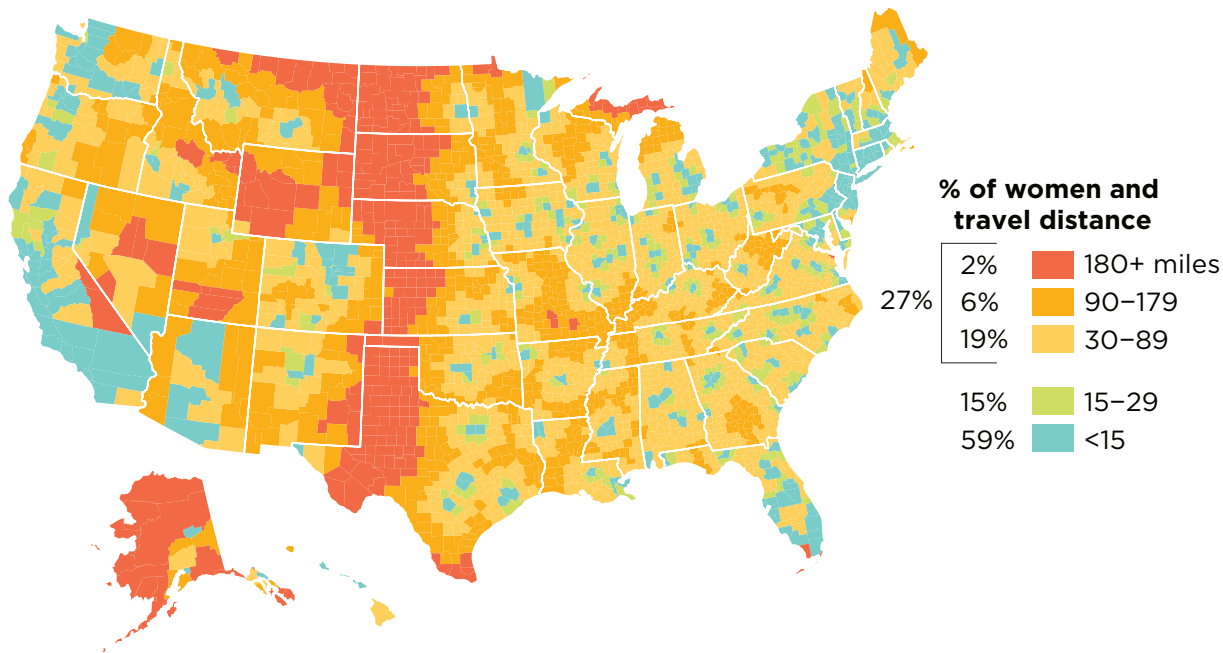 % of women and
travel distance
27%
2% 180+ miles
6% 90–179
19% 30–89
15% 15–29
59% <15